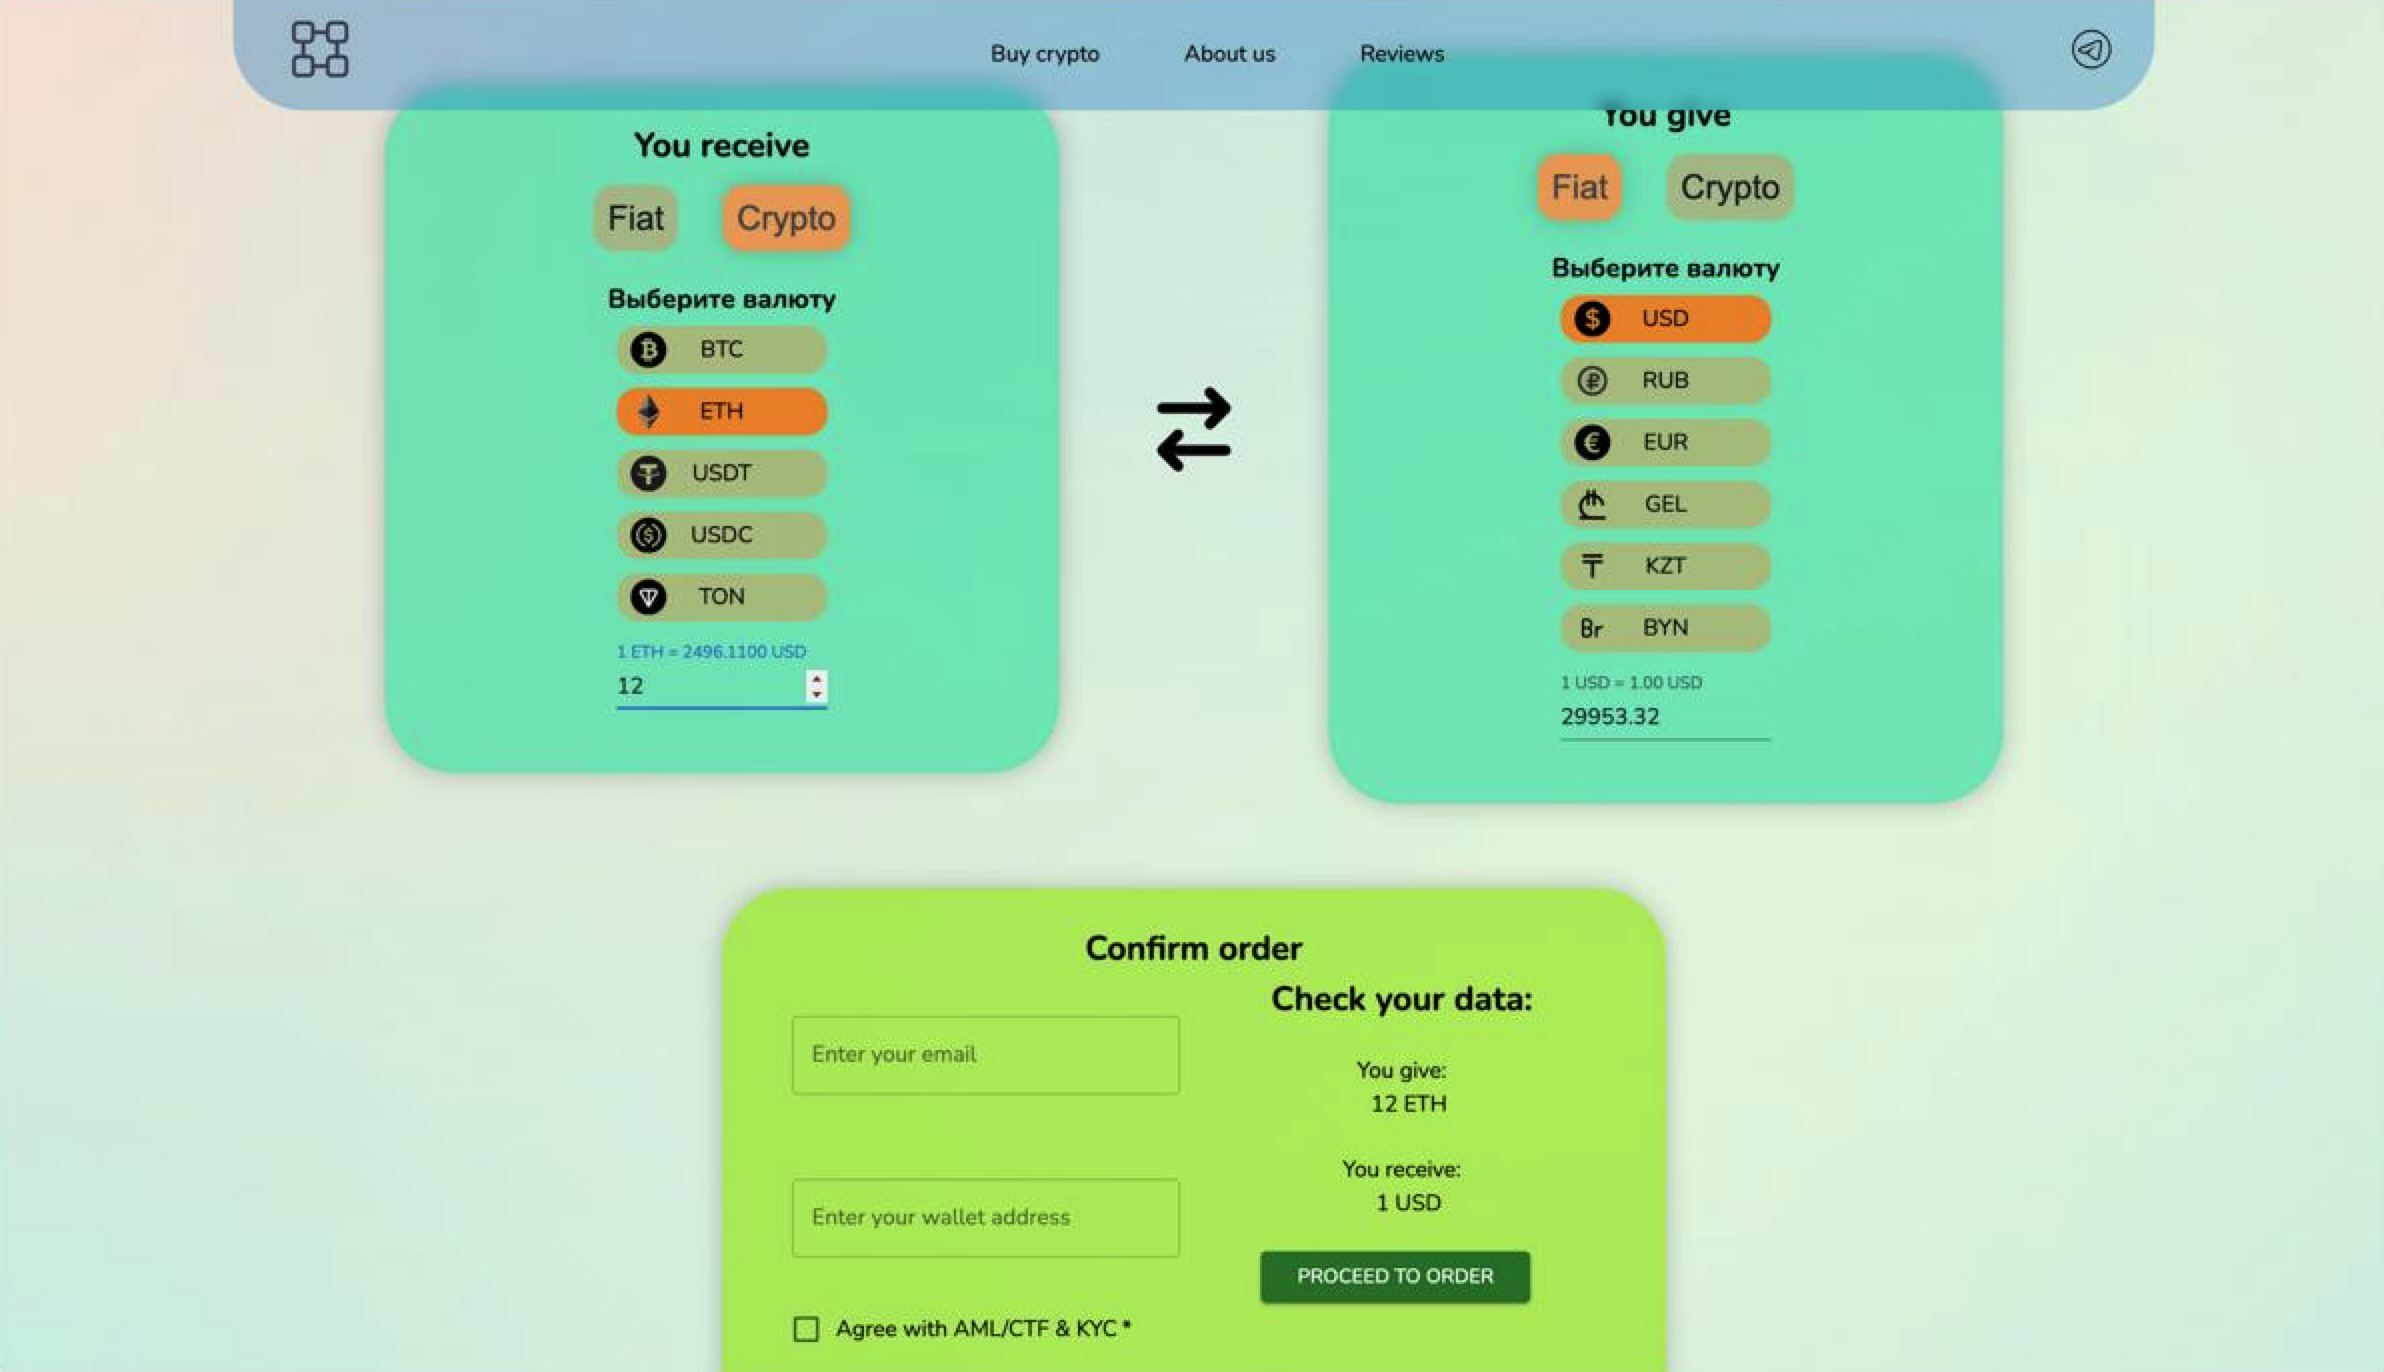 Buy crypto
About us
Reviews
You receive
Fiat
Crypto
Выберите валюту
BTC
ETH
USDT
USDC
TON
1 ETH = 2496.1100 USD
12
You give
Fiat
Crypto
Выберите валюту
USD
RUB
EUR
GEL
KZT
Br BYN
1 USD = 1.00 USD
29953.32
Confirm order
Enter your email
Enter your wallet address
Agree with AML/CTF & KYC *
Check your data:
You give:
12 ETH
You receive:
1 USD
PROCEED TO ORDER